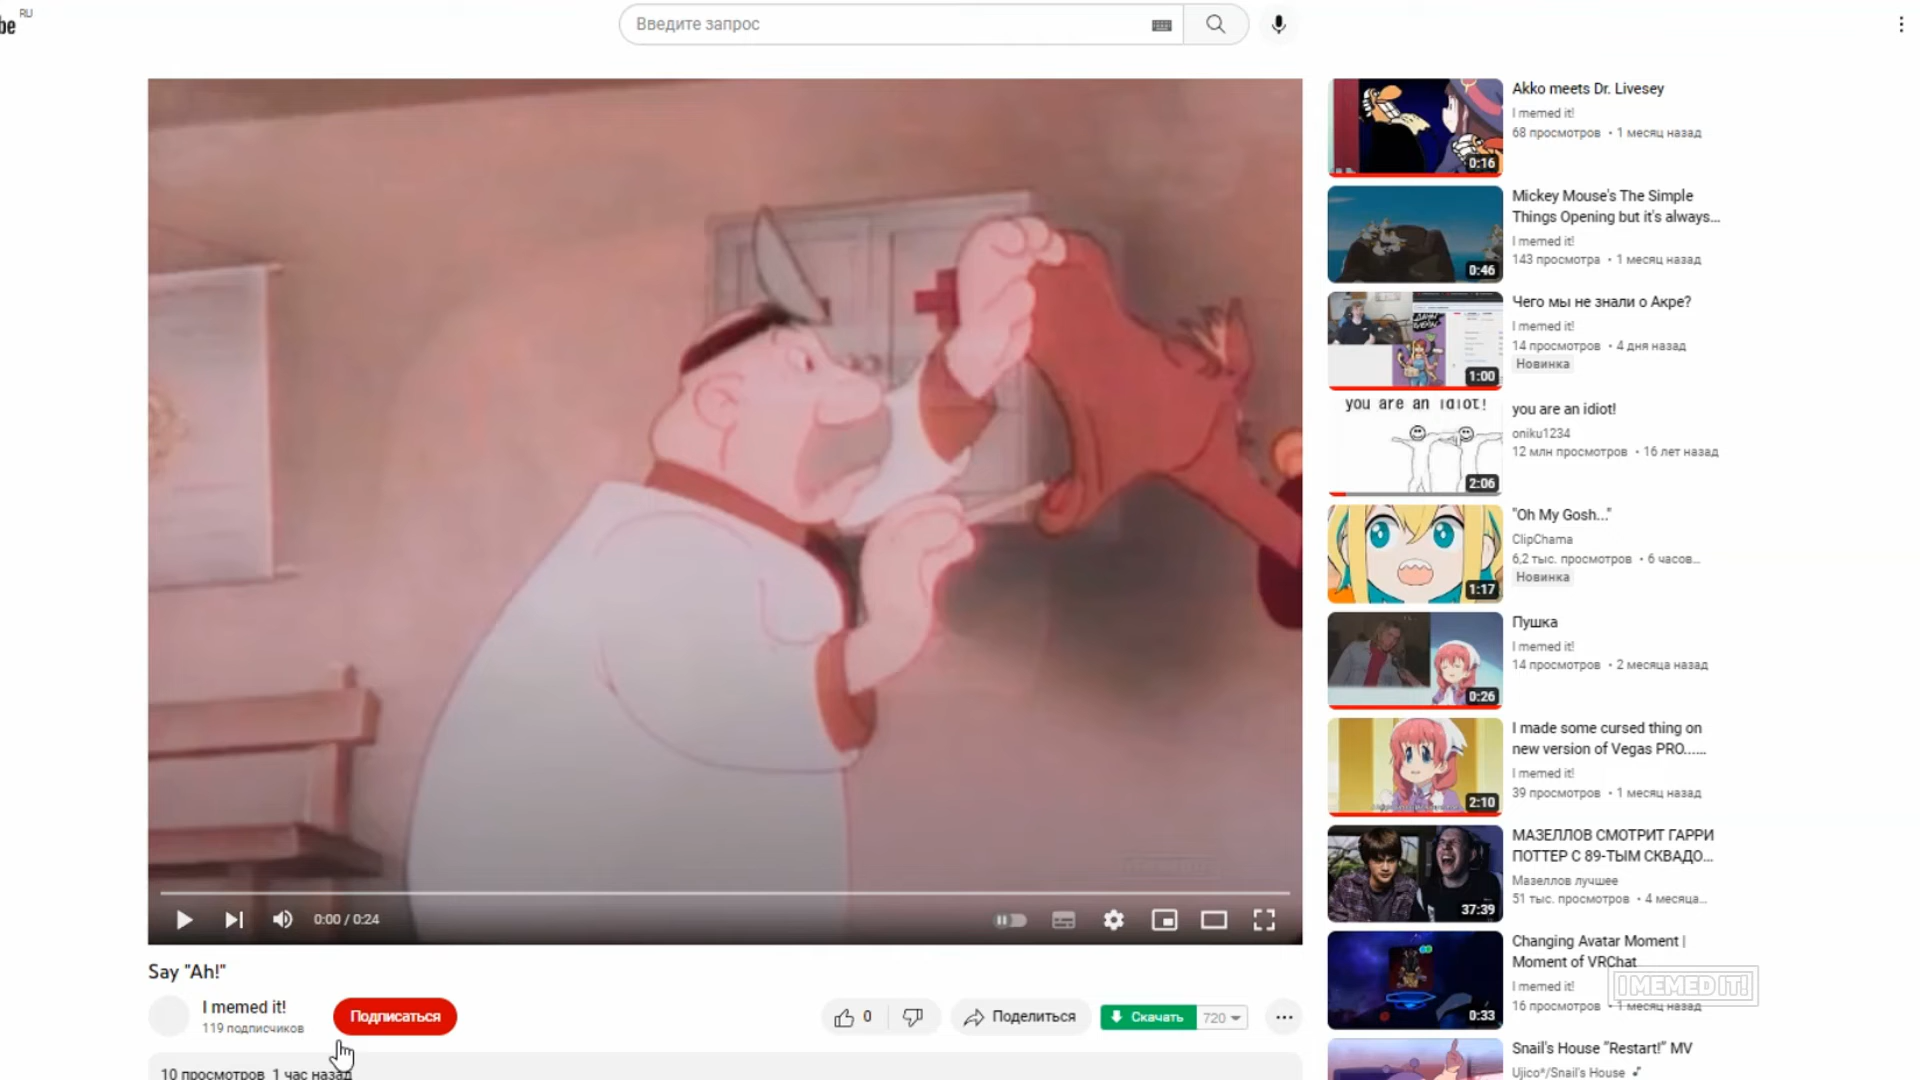 be RU
Введите запрос
Akko meets Dr. Livesey
I memed it!
68 просмотров • 1 месяц назад
0:16
Mickey Mouse's The Simple
Things Opening but it's always...
I memed it!
143 просмотра • 1 месяц назад
0:46
Чего мы не знали о Акре?
I memed it!
14 просмотров • 4 дня назад
Новинка
1:00
you are an idiot!
you are an idiot!
oniku1234
12 млн просмотров • 16 лет назад
2:06
"Oh My Gosh..."
ClipChama
6,2 тыс. просмотров • 6 часов...
Новинка
1:17
Пушка
I memed it!
14 просмотров • 2 месяца назад
0:26
I made some cursed thing on
new version of Vegas PRO......
I memed it!
39 просмотров • 1 месяц назад
2:10
МАЗЕЛЛОВ СМОТРИТ ГАРРИ
ПОТТЕР С 89-ТЫМ СКВАДО...
Мазеллов лучшее
51 тыс. просмотров • 4 месяца...
37:39
Changing Avatar Moment |
Moment of VRChat
I memed it!
16 просмотров • 1 месяц назад
0:33
I MEMED IT!
Snail's House "Restart!" MV
Ujico*/Snail's House
0:00 / 0:24
Say "Ah!"
I memed it!
119 подписчиков
Подписаться
0
Поделиться
Скачать 720
10 просмотров 1 час назад